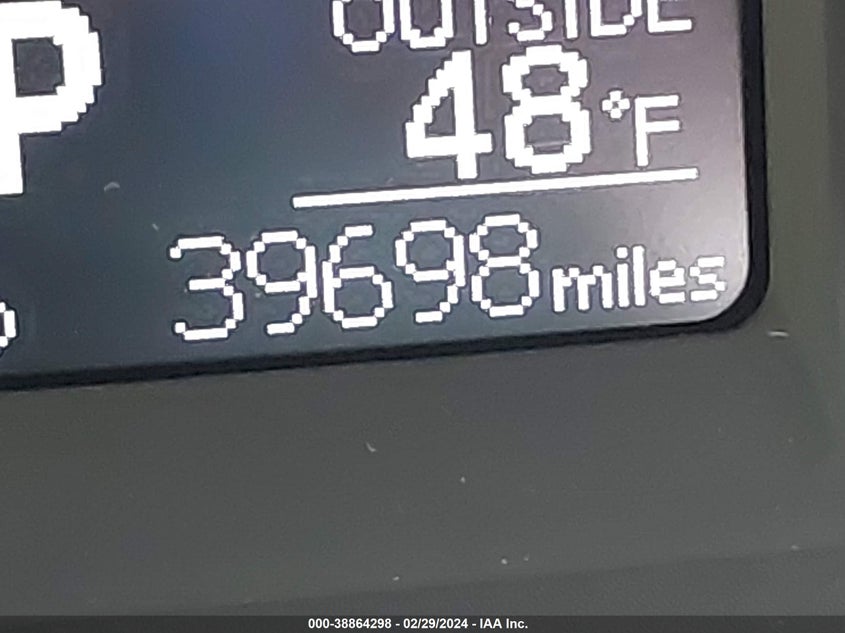 P
OUTSIDE
48°F
39698 miles
000-38864298 - 02/29/2024 - IAA Inc.